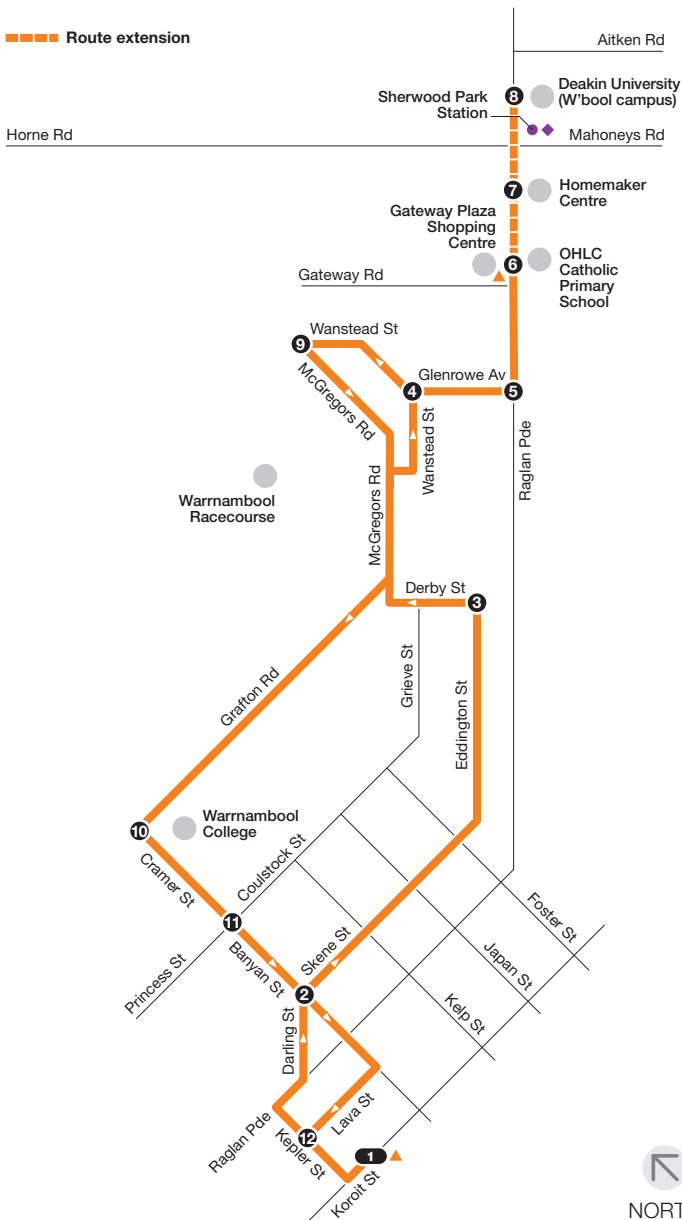 Route extension
Aitken Rd
8
Deakin University
(W'bool campus)
Sherwood Park
Station
Horne Rd
Mahoneys Rd
7
Homemaker
Centre
Gateway Plaza
Shopping
Centre
6
OHLC
Catholic
Primary
School
Gateway Rd
Wanstead St
9
Glenrowe Av
4
5
McGregors Rd
Wanstead St
Raglan Pde
Warrnambool
Racecourse
McGregors Rd
Derby St
3
Grieve St
Eddington St
Grafton Rd
10
Warrnambool
College
Cramer St
Coulstock St
11
Foster St
Princess St
Banyan St
Skene St
Japan St
2
Kelp St
Darling St
Lava St
Raglan Pde
12
Kepler St
1
Koroit St
NORT